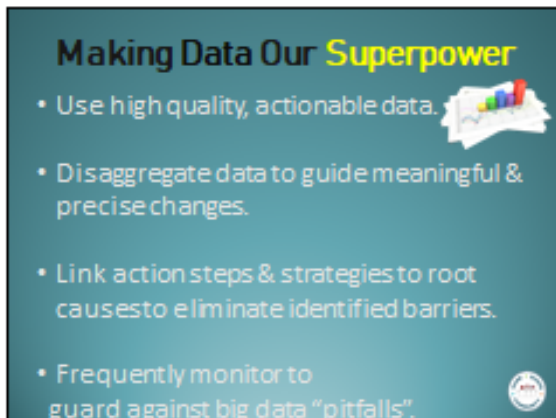 Making Data Our Superpower
• Use high quality, actionable data.
• Disaggregate data to guide meaningful &
precise changes.
• Link action steps & strategies to root
causes to eliminate identified barriers.
• Frequently monitor to
guard against big data “pitfalls”.